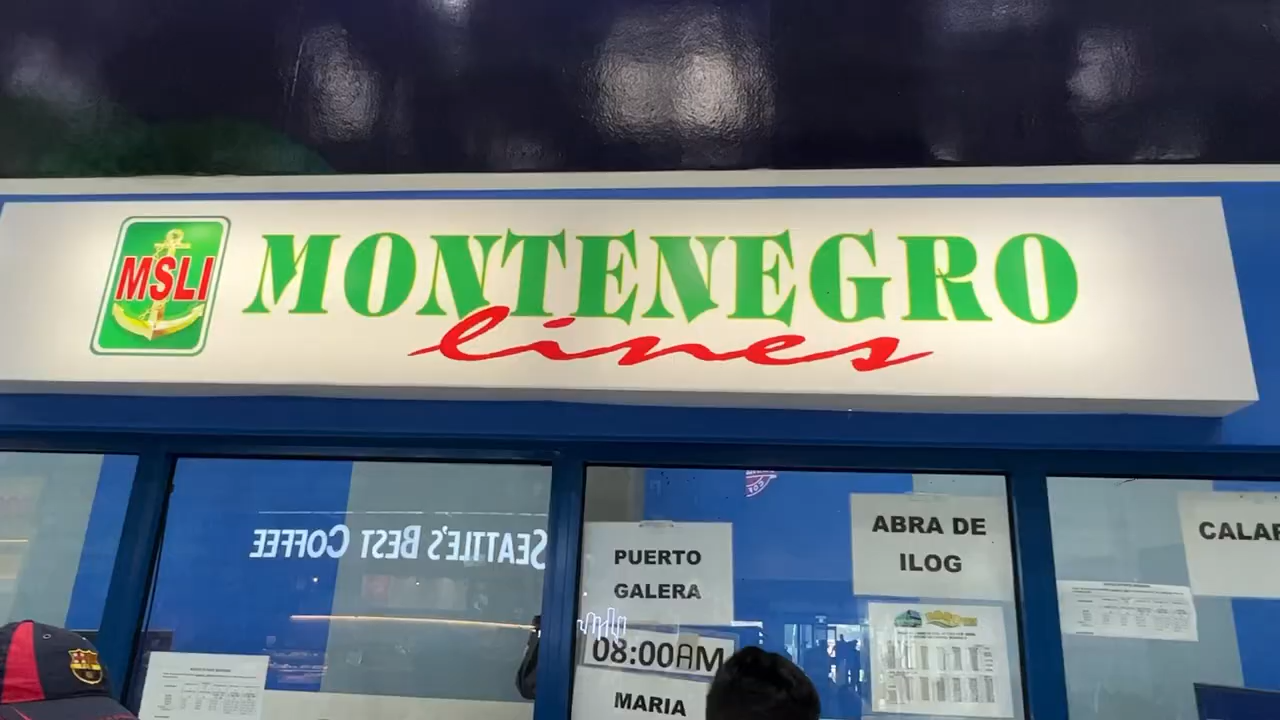 MSLI
MONTENEGRO
lines
SEATTLE'S BEST COFFEE
PUERTO
GALERA
08:00AM
MARIA
ABRA DE
ILOG
CALAP